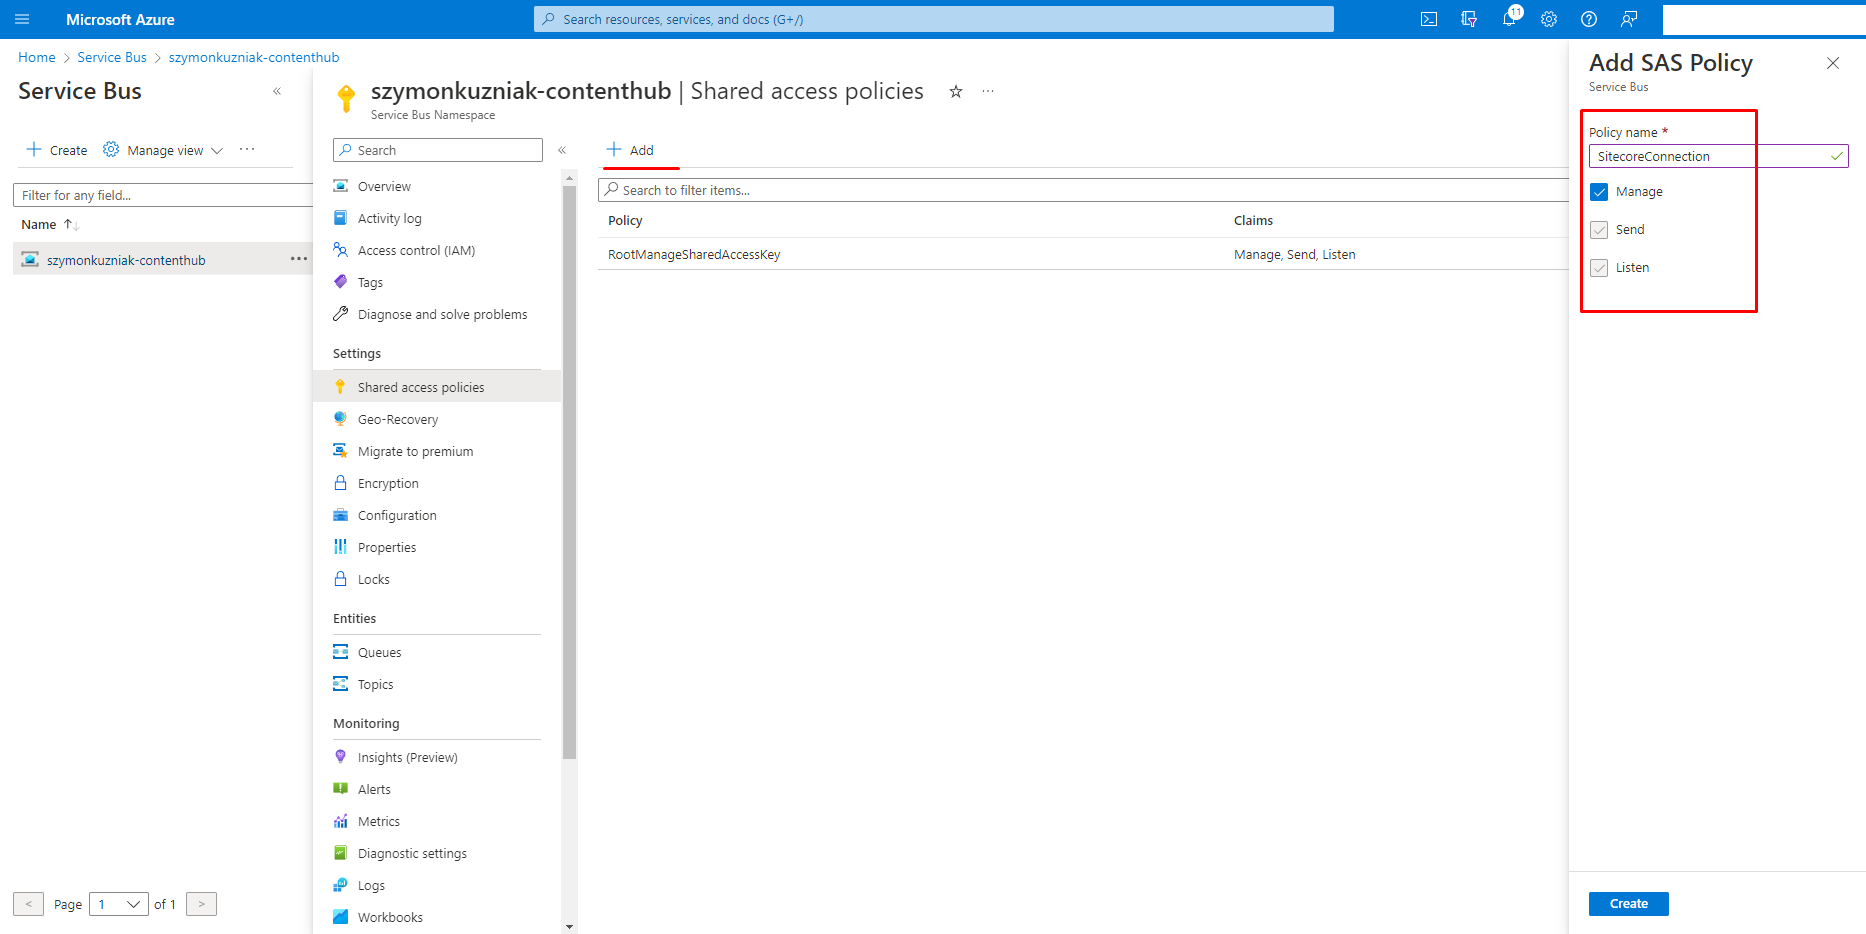 Microsoft Azure
Search resources, services, and docs (G+/)
11
Home > Service Bus > szymonkuzniak-contenthub
Service Bus
«
+ Create
Manage view
...
Filter for any field...
Name ↑↓
szymonkuzniak-contenthub ...
< Page 1 of 1 >
szymonkuzniak-contenthub | Shared access policies
...
Service Bus Namespace
Search
«
Overview
Activity log
Access control (IAM)
Tags
Diagnose and solve problems
Settings
Shared access policies
Geo-Recovery
Migrate to premium
Encryption
Configuration
Properties
Locks
Entities
Queues
Topics
Monitoring
Insights (Preview)
Alerts
Metrics
Diagnostic settings
Logs
Workbooks
+ Add
Search to filter items...
Policy Claims
RootManageSharedAccessKey Manage, Send, Listen
Add SAS Policy
Service Bus
Policy name *
SitecoreConnection
Manage
Send
Listen
Create